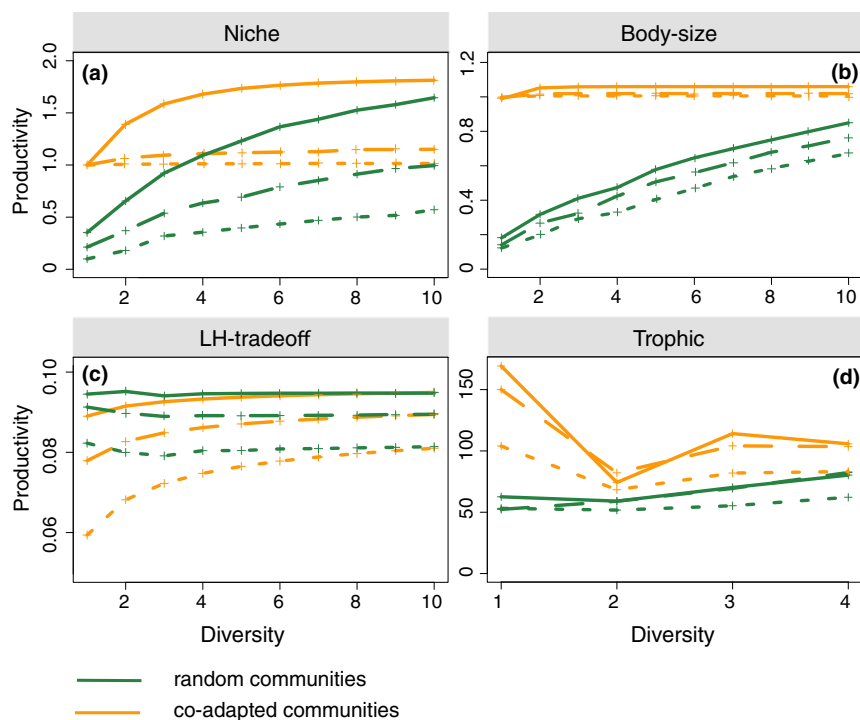 Niche
Body-size
(a)
(b)
Productivity
0
0.5
1.0
1.5
2.0
2 4 6 8 10
0
0.2
0.4
0.8
1.2
2 4 6 8 10
LH-tradeoff
Trophic
(c)
(d)
Productivity
0.06
0.08
0.10
2 4 6 8 10
Diversity
0
50
100
150
1 2 3 4
Diversity
random communities
co-adapted communities